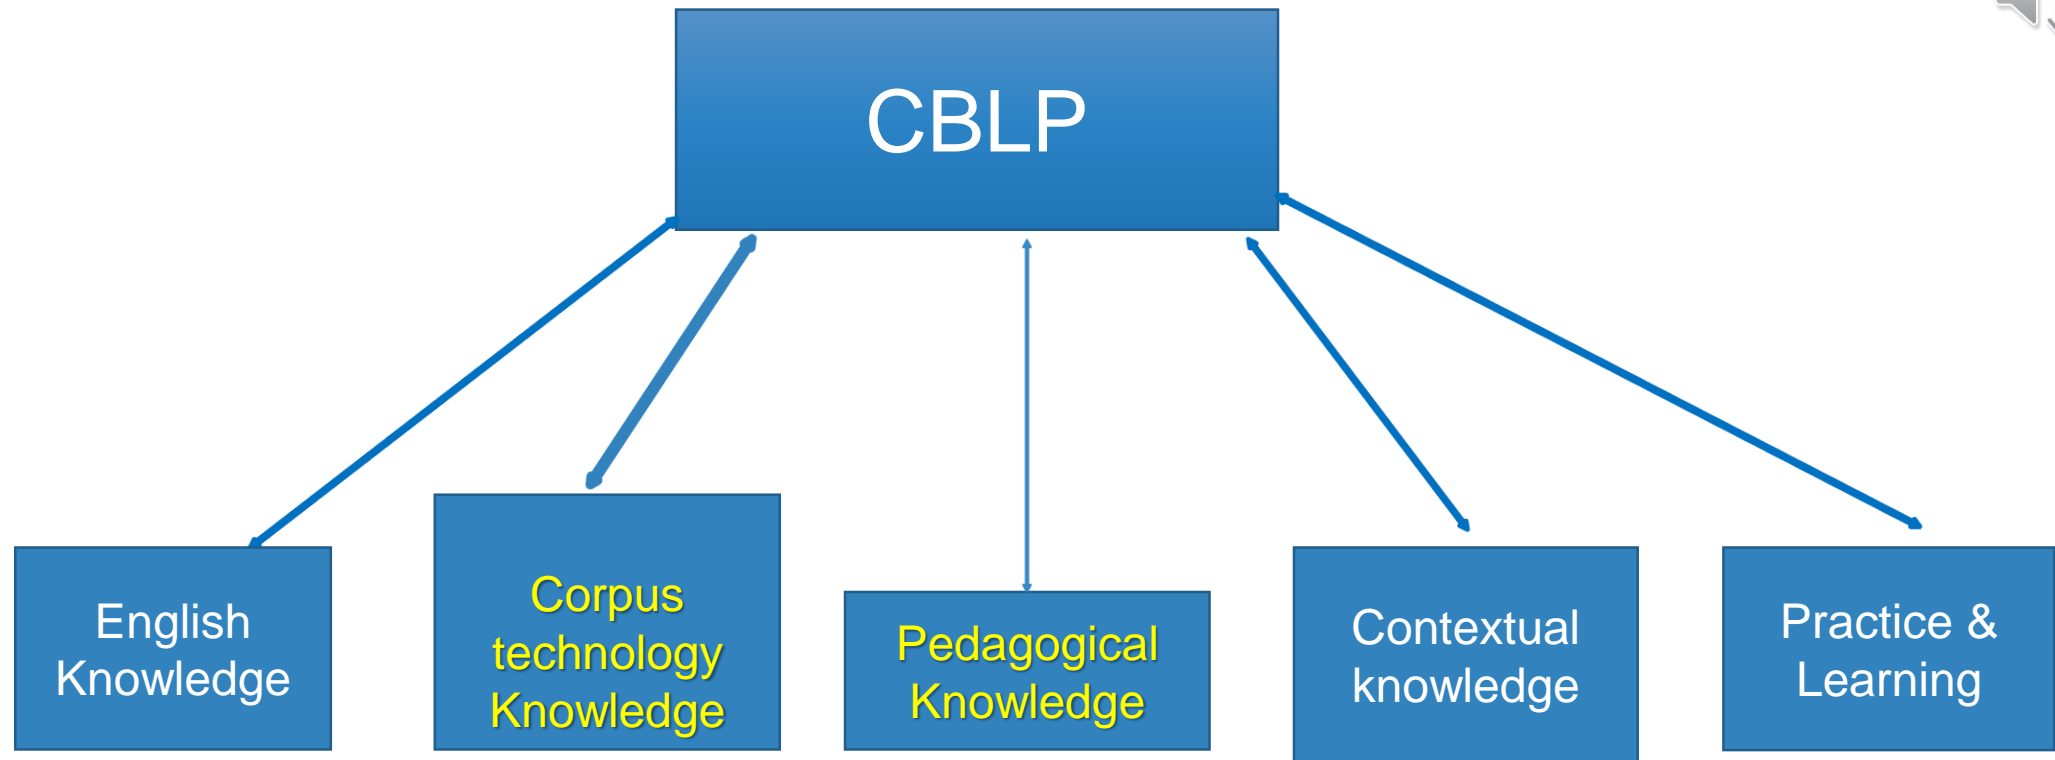 CBLP
English
Knowledge
Corpus
technology
Knowledge
Pedagogical
Knowledge
Contextual
knowledge
Practice &
Learning